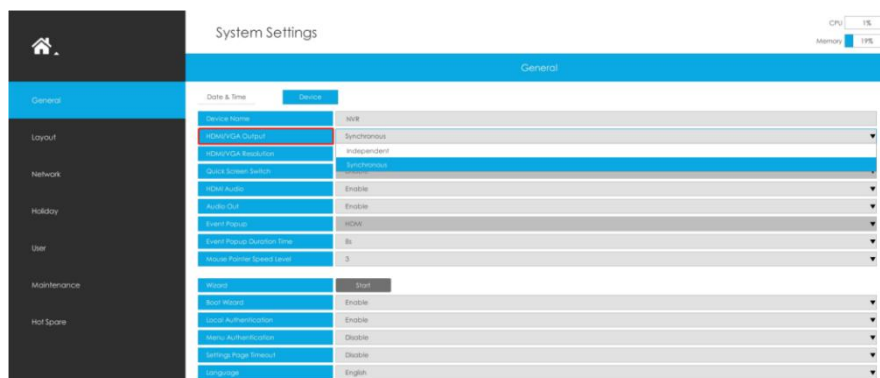 System Settings
CPU 1%
Memory 19%
General
General
Layout
Network
Holiday
User
Maintenance
Hot Spare
Date & Time Device
Device Name NVR
HDMI/VGA Output Synchronous
HDMI/VGA Resolution Independent
Synchronous
Quick Screen Switch
HDMI Audio Enable
Audio Out Enable
Event Popup HDMI
Event Popup Duration Time 8s
Mouse Pointer Speed Level 3
Wizard Start
Boot Wizard Enable
Local Authentication Enable
Menu Authentication Disable
Settings Page Timeout Disable
Language English